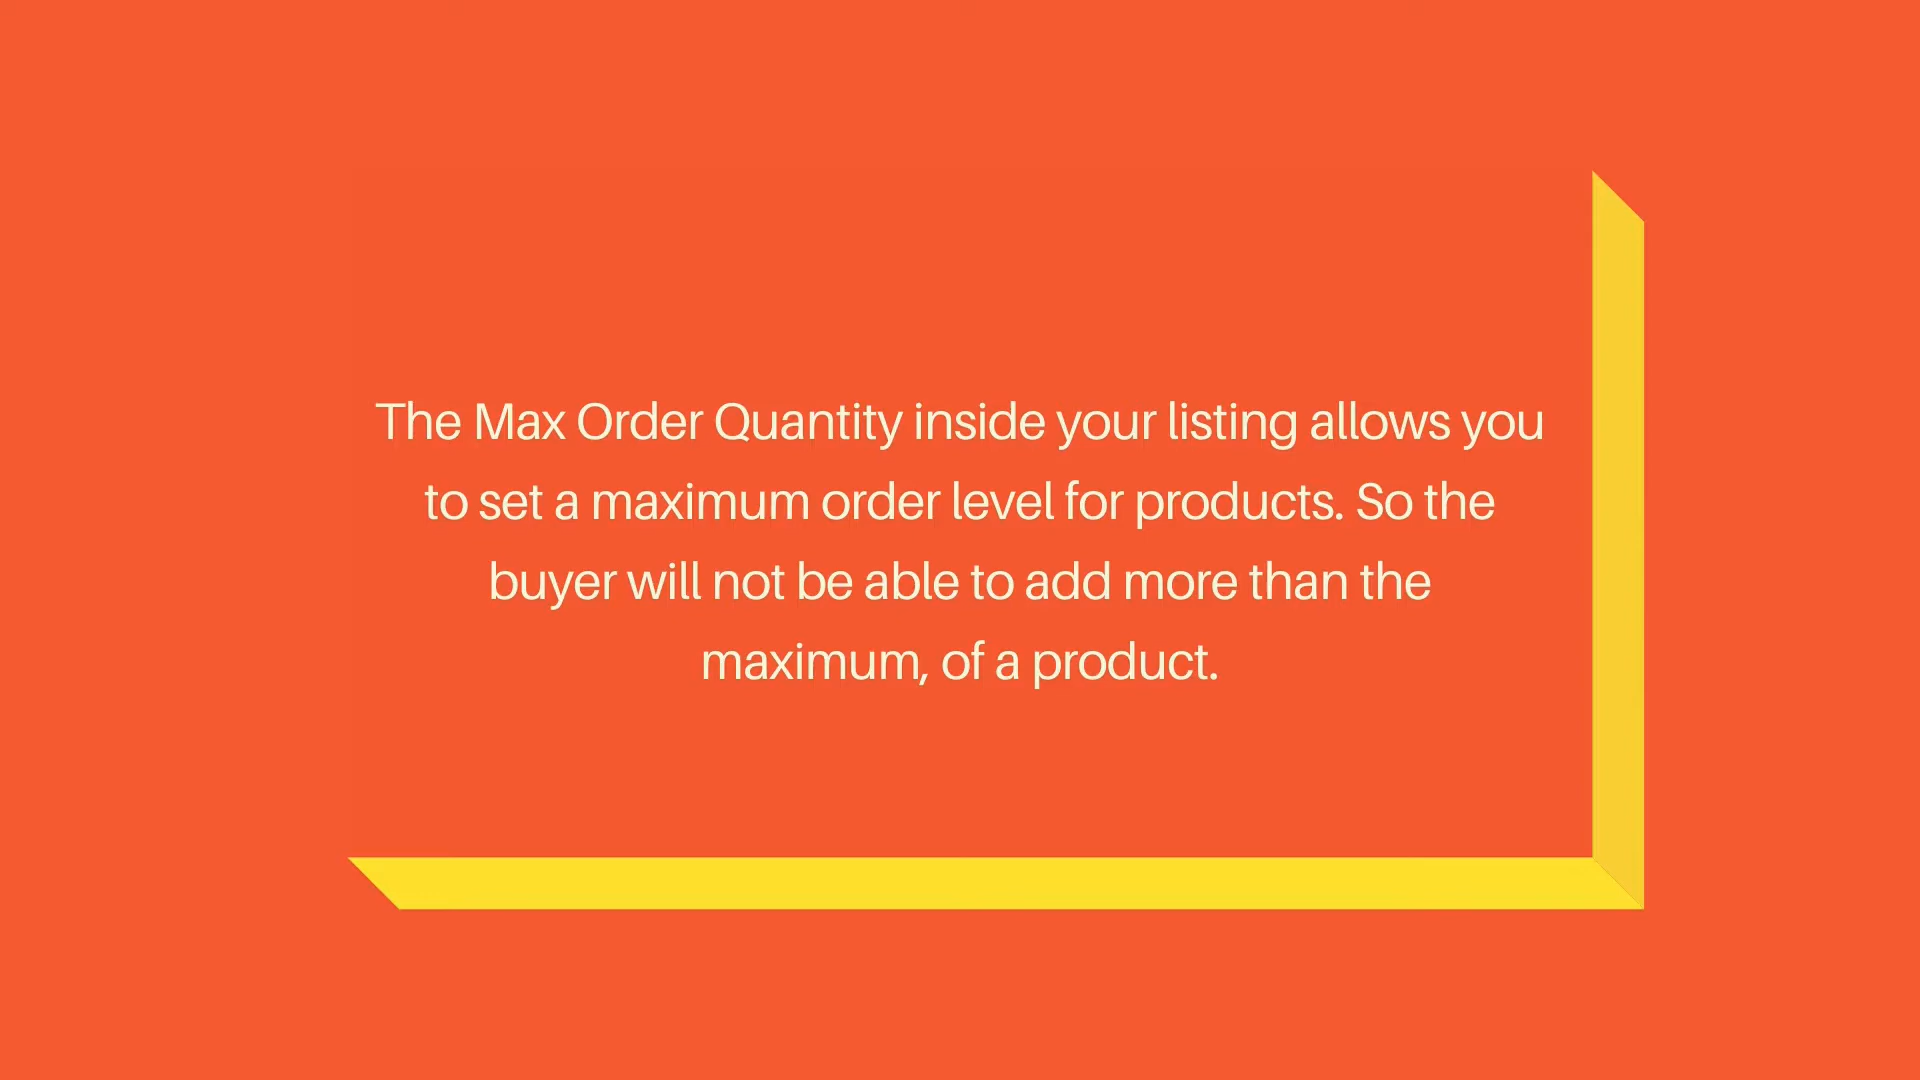 The Max Order Quantity inside your listing allows you
to set a maximum order level for products. So the
buyer will not be able to add more than the
maximum, of a product.